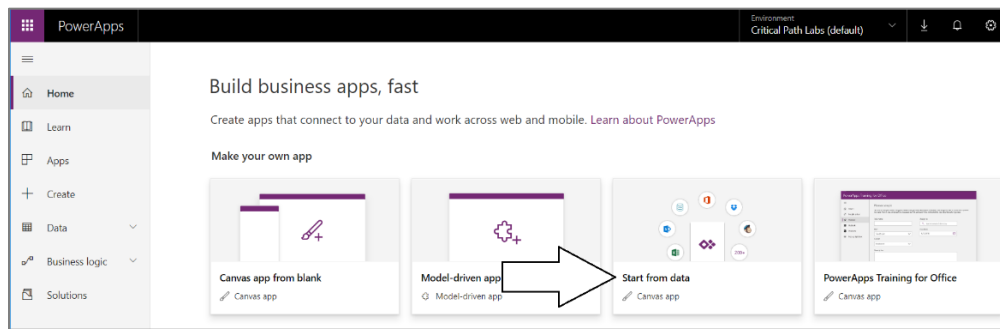 PowerApps
Environment
Critical Path Labs (default)
Home
Learn
Apps
Create
Data
Business logic
Solutions
Build business apps, fast
Create apps that connect to your data and work across web and mobile. Learn about PowerApps
Make your own app
Canvas app from blank
Canvas app
Model-driven app
Model-driven app
Start from data
Canvas app
PowerApps Training for Office
Canvas app